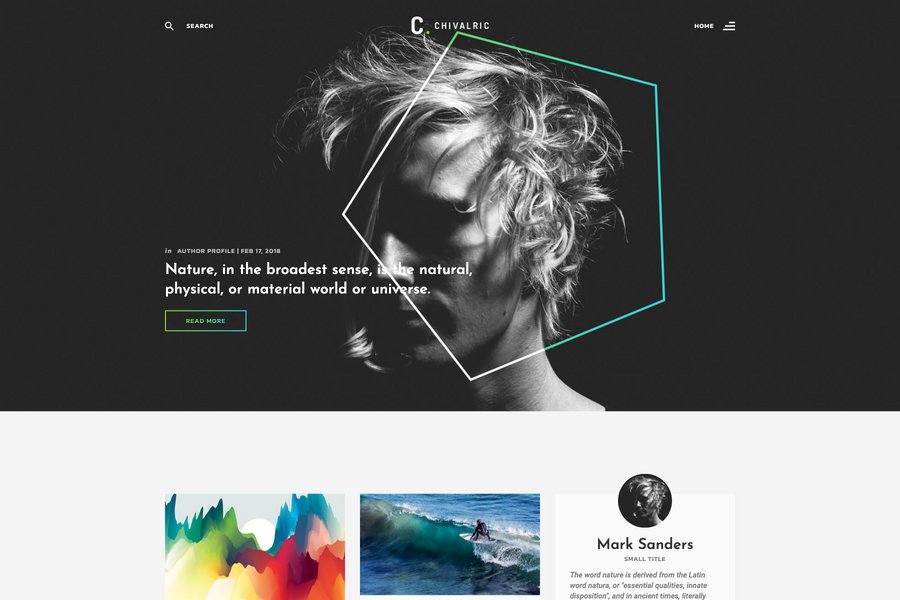 SEARCH
C. CHIVALRIC
HOME
in AUTHOR PROFILE | FEB 17, 2018
Nature, in the broadest sense, is the natural,
physical, or material world or universe.
READ MORE
Mark Sanders
SMALL TITLE
The word nature is derived from the Latin
word natura, or "essential qualities, innate
disposition", and in ancient times, literally